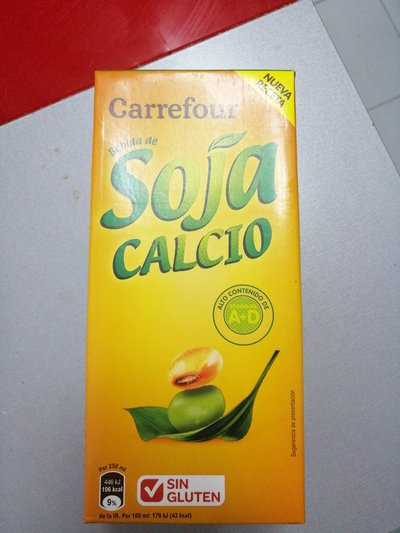 NUEVA
RECETA
Carrefour
Bebida de
Soja
CALCIO
ALTO CONTENIDO DE
A+D
Sugerencia de presentación
Por 250 ml
446 kJ
106 kcal
9%
SIN
GLUTEN
de la IR. Por 100 ml: 179 kJ (43 kcal)